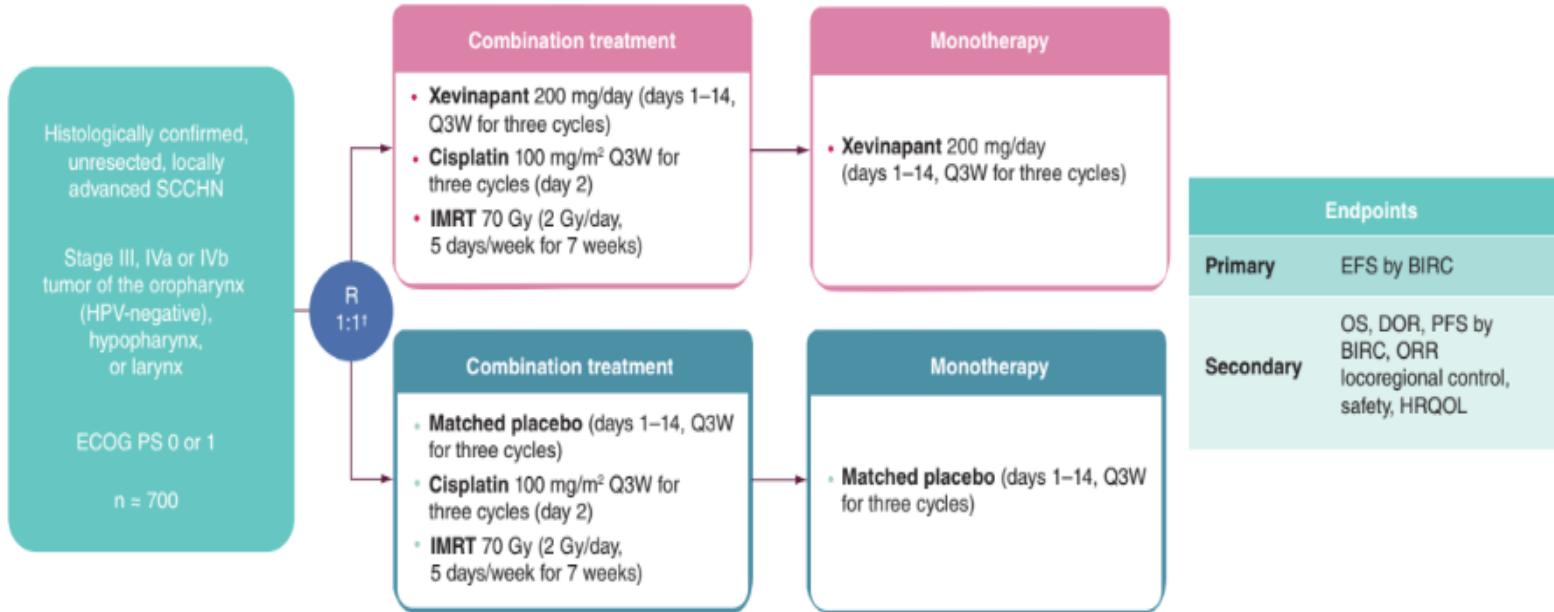 Histologically confirmed,
unresected, locally
advanced SCCHN
Stage III, IVa or IVb
tumor of the oropharynx
(HPV-negative),
hypopharynx,
or larynx
ECOG PS 0 or 1
n = 700
R
1:1†
Combination treatment
• Xevinapant 200 mg/day (days 1–14,
Q3W for three cycles)
• Cisplatin 100 mg/m² Q3W for
three cycles (day 2)
• IMRT 70 Gy (2 Gy/day,
5 days/week for 7 weeks)
Monotherapy
• Xevinapant 200 mg/day
(days 1–14, Q3W for three cycles)
Combination treatment
• Matched placebo (days 1–14, Q3W
for three cycles)
• Cisplatin 100 mg/m² Q3W for
three cycles (day 2)
• IMRT 70 Gy (2 Gy/day,
5 days/week for 7 weeks)
Monotherapy
• Matched placebo (days 1–14, Q3W
for three cycles)
Endpoints
Primary EFS by BIRC
Secondary OS, DOR, PFS by
BIRC, ORR
locoregional control,
safety, HRQOL